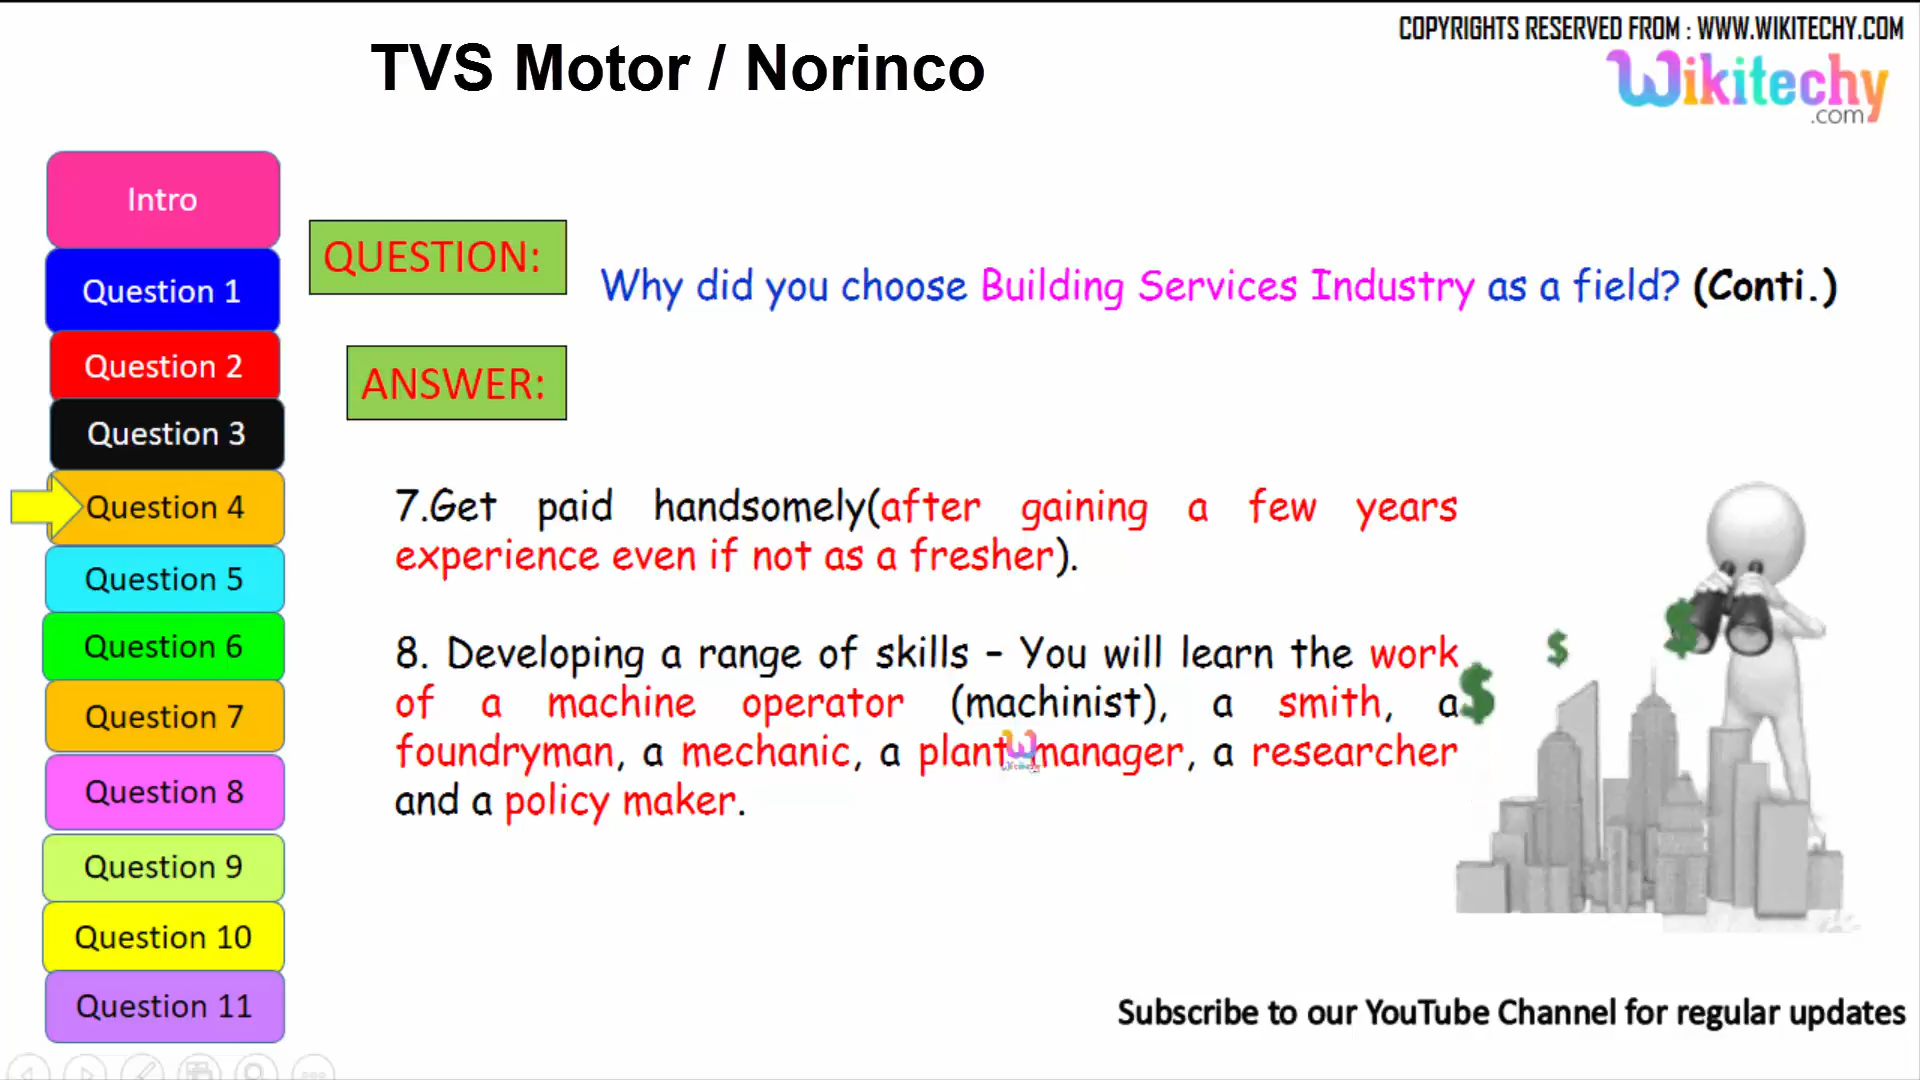 COPYRIGHTS RESERVED FROM : WWW.WIKITECHY.COM
TVS Motor / Norinco
Wikitechy
.com
Intro
Question 1
Question 2
Question 3
Question 4
Question 5
Question 6
Question 7
Question 8
Question 9
Question 10
Question 11
QUESTION:
Why did you choose Building Services Industry as a field? (Conti.)
ANSWER:
7.Get paid handsomely(after gaining a few years
experience even if not as a fresher).
8. Developing a range of skills – You will learn the work
of a machine operator (machinist), a smith, a
foundryman, a mechanic, a plant manager, a researcher
and a policy maker.
$
$
$
Subscribe to our YouTube Channel for regular updates